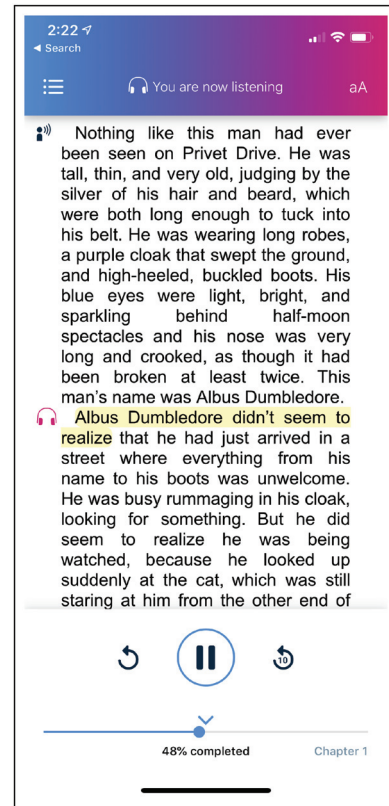 2:22
◀ Search
You are now listening
aA
Nothing like this man had ever
been seen on Privet Drive. He was
tall, thin, and very old, judging by the
silver of his hair and beard, which
were both long enough to tuck into
his belt. He was wearing long robes,
a purple cloak that swept the ground,
and high-heeled, buckled boots. His
blue eyes were light, bright, and
sparkling behind half-moon
spectacles and his nose was very
long and crooked, as though it had
been broken at least twice. This
man's name was Albus Dumbledore.
Albus Dumbledore didn't seem to
realize that he had just arrived in a
street where everything from his
name to his boots was unwelcome.
He was busy rummaging in his cloak,
looking for something. But he did
seem to realize he was being
watched, because he looked up
suddenly at the cat, which was still
staring at him from the other end of
10
48% completed
Chapter 1